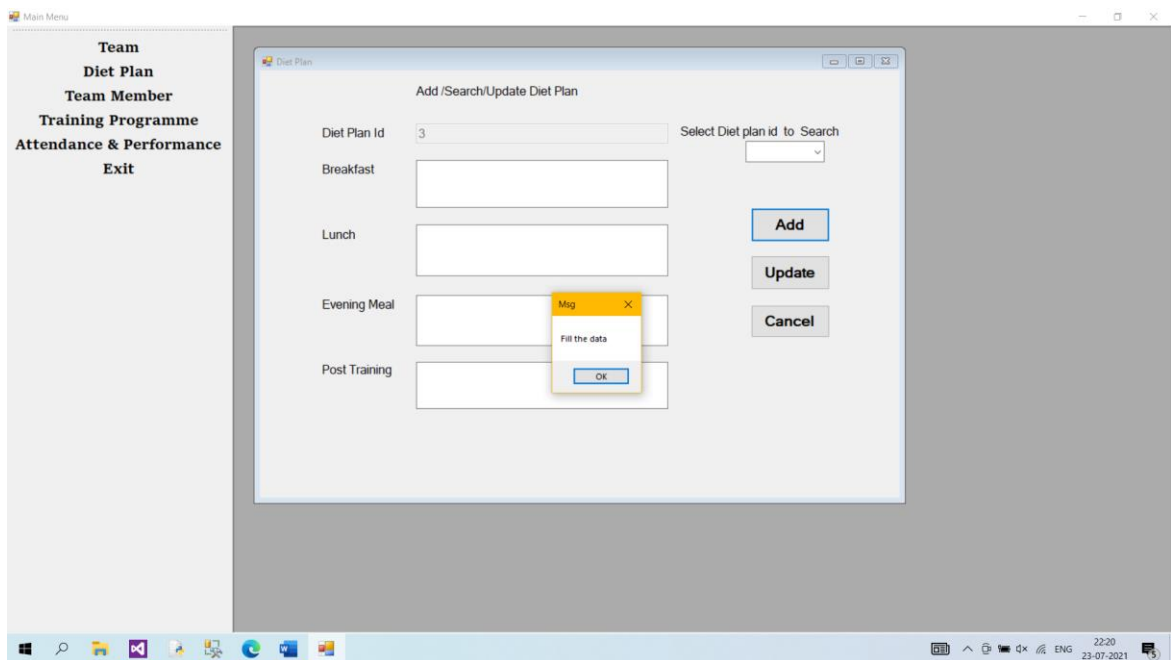 Main Menu
Team
Diet Plan
Team Member
Training Programme
Attendance & Performance
Exit
Diet Plan
Add /Search/Update Diet Plan
Diet Plan Id
3
Select Diet plan id to Search
Breakfast
Lunch
Add
Update
Evening Meal
Cancel
Msg
Fill the data
OK
Post Training
ENG
22:20
23-07-2021
5